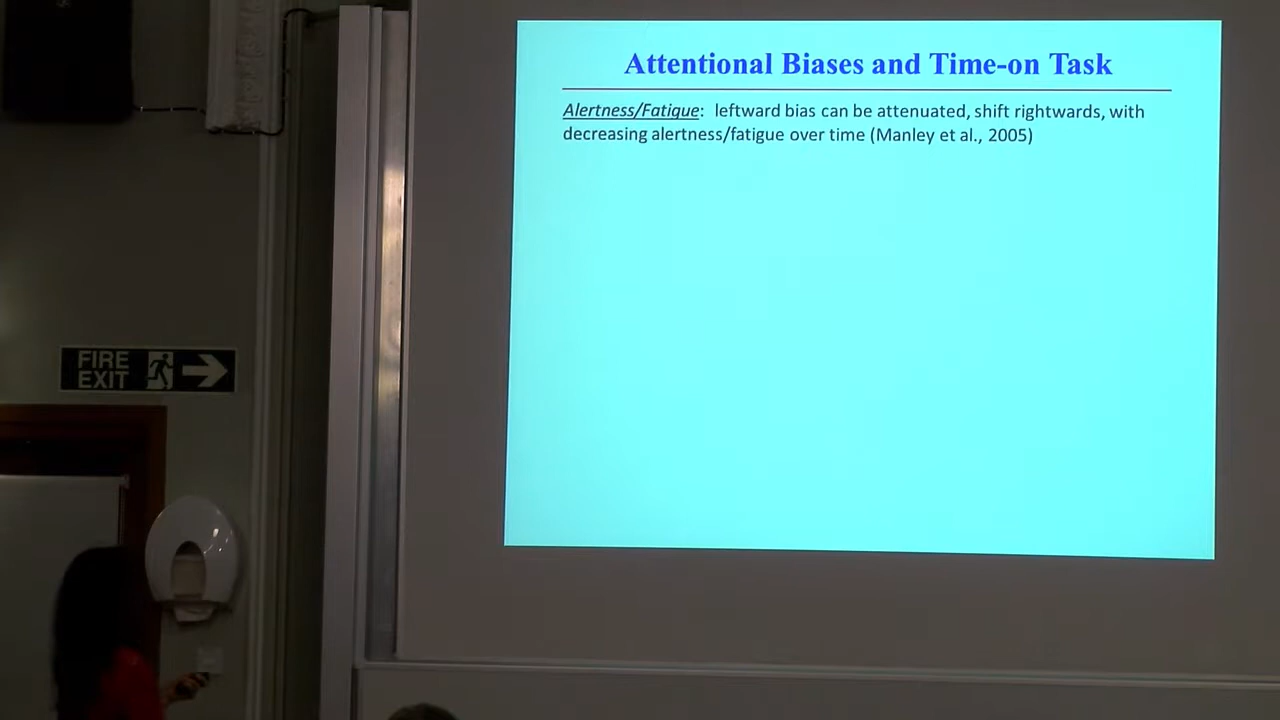 Attentional Biases and Time-on Task
Alertness/Fatigue: leftward bias can be attenuated, shift rightwards, with
decreasing alertness/fatigue over time (Manley et al., 2005)
FIRE
EXIT